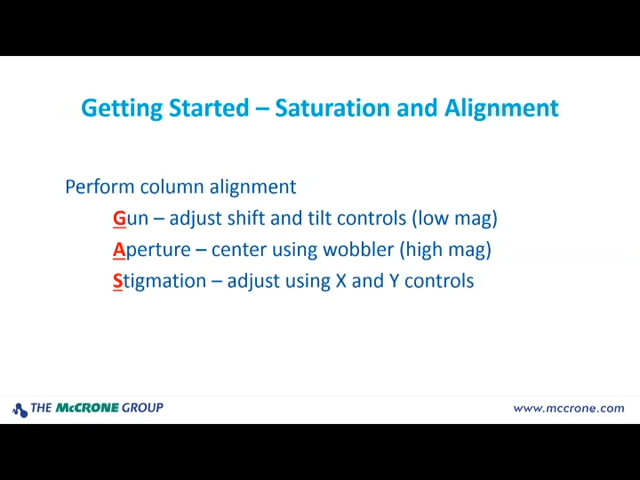 Getting Started – Saturation and Alignment
Perform column alignment
Gun – adjust shift and tilt controls (low mag)
Aperture – center using wobbler (high mag)
Stigmation – adjust using X and Y controls
THE McCRONE GROUP
www.mccrone.com